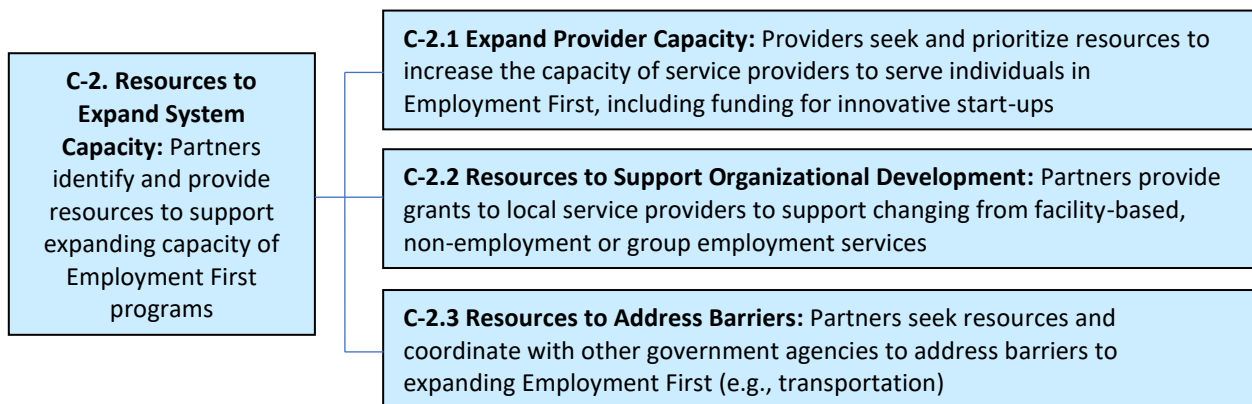 C-2. Resources to
Expand System
Capacity: Partners
identify and provide
resources to support
expanding capacity of
Employment First
programs
C-2.1 Expand Provider Capacity: Providers seek and prioritize resources to
increase the capacity of service providers to serve individuals in
Employment First, including funding for innovative start-ups
C-2.2 Resources to Support Organizational Development: Partners provide
grants to local service providers to support changing from facility-based,
non-employment or group employment services
C-2.3 Resources to Address Barriers: Partners seek resources and
coordinate with other government agencies to address barriers to
expanding Employment First (e.g., transportation)